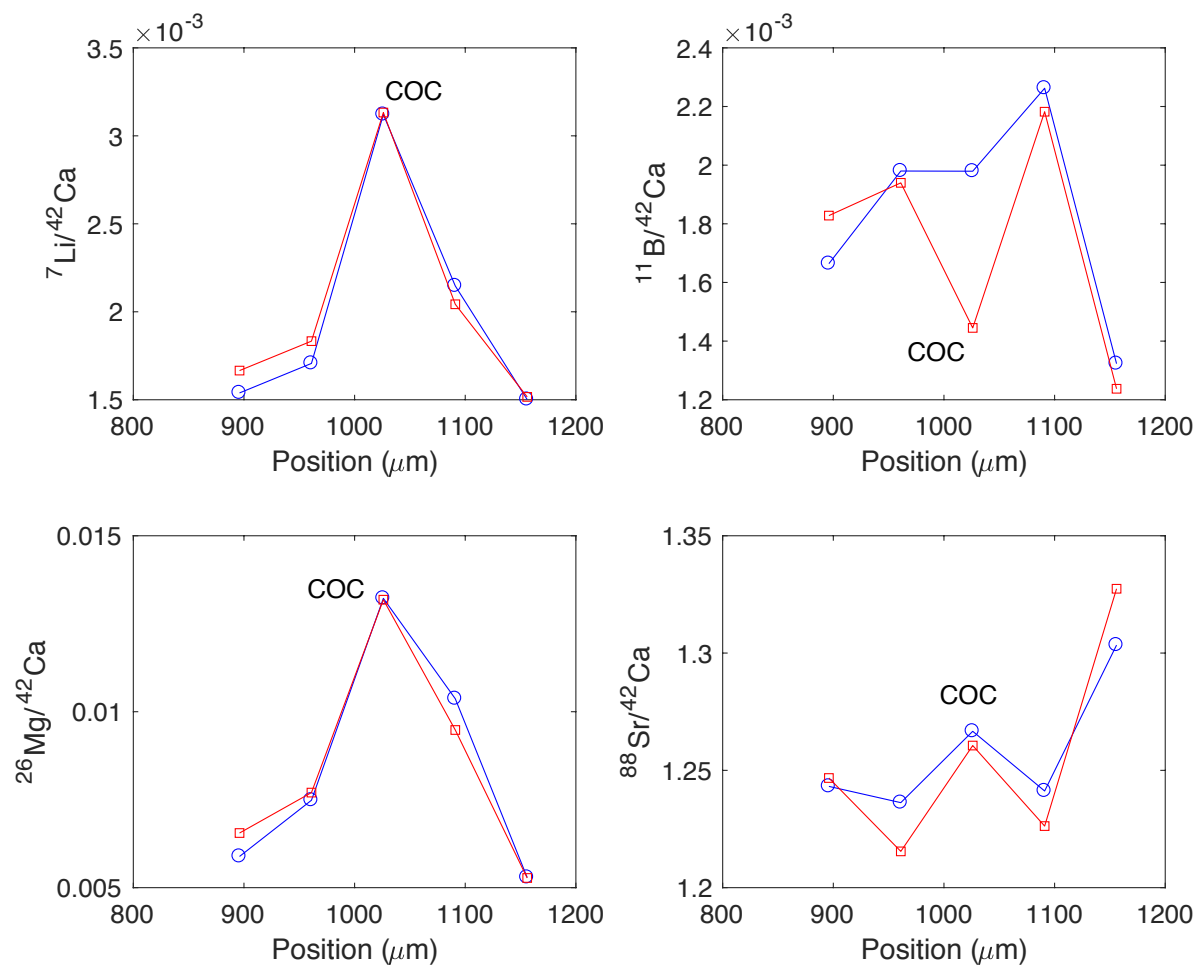 ×10⁻³
3.5
3
2.5
2
1.5
⁷Li/⁴²Ca
COC
800 900 1000 1100 1200
Position (μm)
×10⁻³
2.4
2.2
2
1.8
1.6
1.4
1.2
¹¹B/⁴²Ca
COC
800 900 1000 1100 1200
Position (μm)
0.015
0.01
0.005
²⁶Mg/⁴²Ca
COC
800 900 1000 1100 1200
Position (μm)
1.35
1.3
1.25
1.2
⁸⁸Sr/⁴²Ca
COC
800 900 1000 1100 1200
Position (μm)